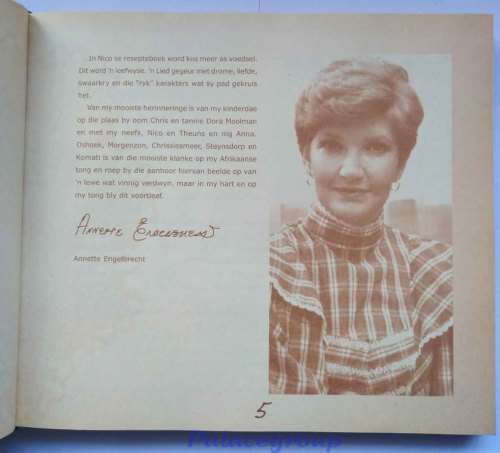 In Nico se resepteboek word kos meer as voedsel.
Dit word 'n leefwyse. 'n Lied gegeur met drome, liefde,
swaarkry en die "ryk" karakters wat sy pad gekruis
het.
Van my mooiste herinneringe is van my kinderdae
op die plaas by oom Chris en tannie Dora Moolman
en met my neefs, Nico en Theuns en nig Anna.
Oshoek, Morgenzon, Chrissiesmeer, Steynsdorp en
Komati is van die mooiste klanke op my Afrikaanse
tong en roep by die aanhoor hiervan beelde op van
'n lewe wat vinnig verdwyn, maar in my hart en op
my tong bly dit voortleef.
Annette Engelbrecht
Annette Engelbrecht
5
Palacegroup